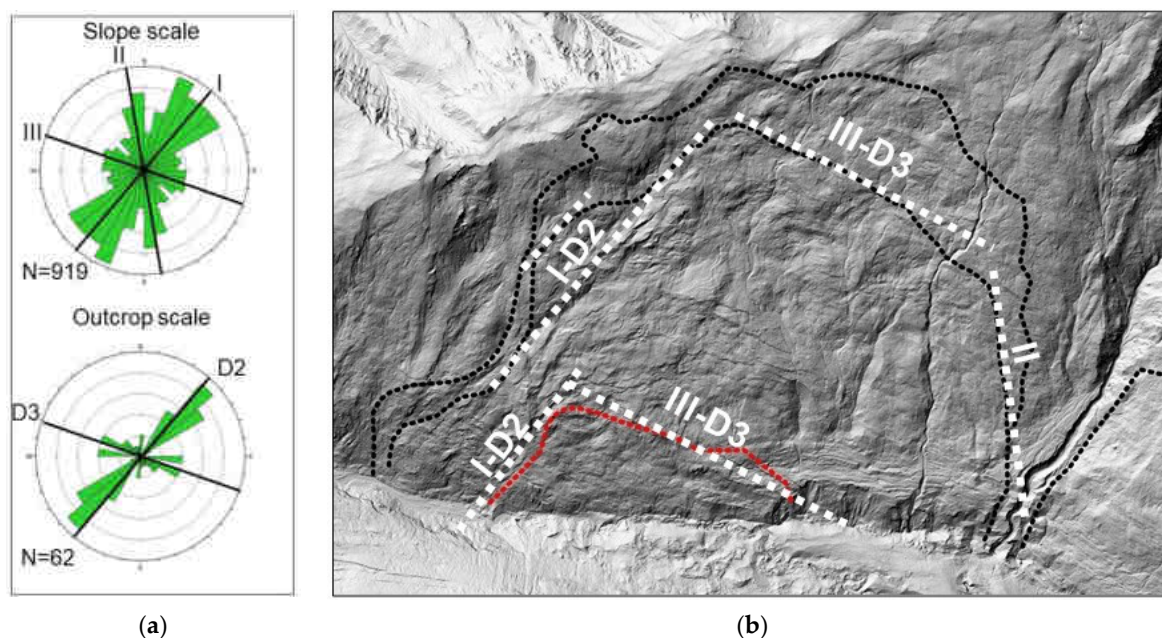 Slope scale
II
I
III
N=919
Outcrop scale
D2
D3
N=62
III-D3
I-D2
II
I-D2
III-D3
(a)
(b)